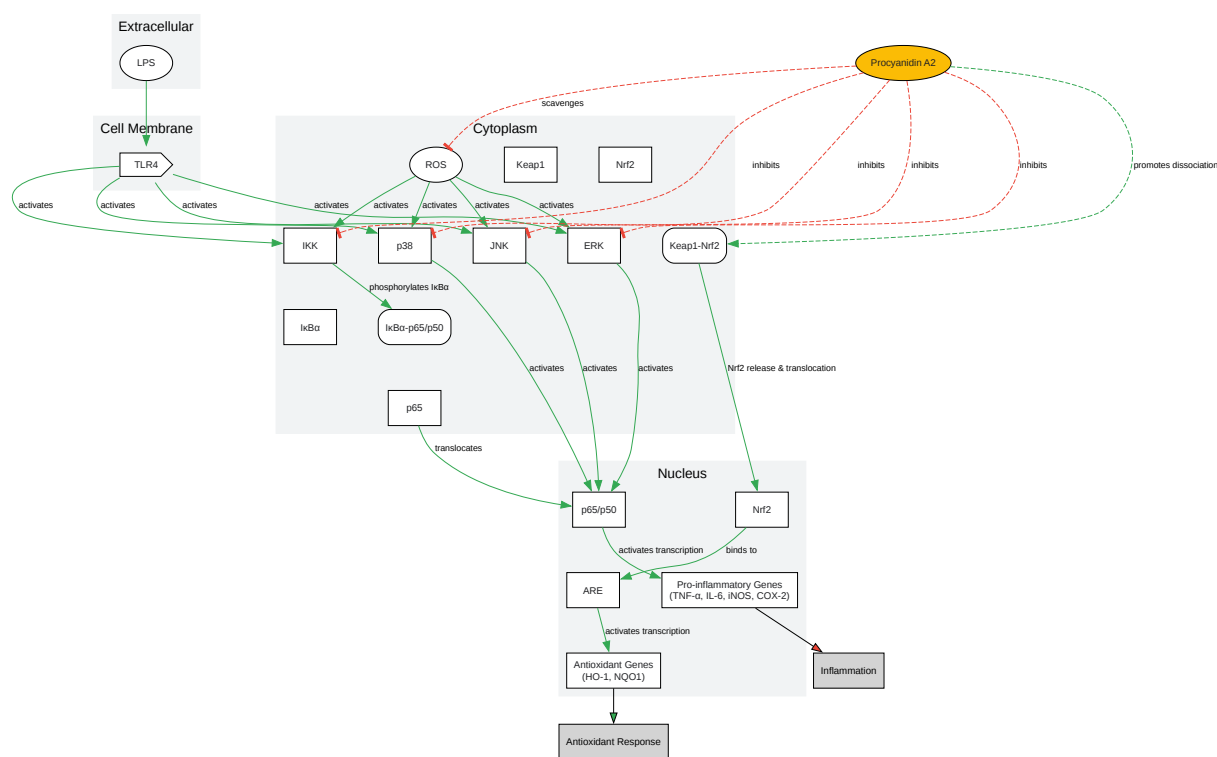 Extracellular
LPS
Procyanidin A2
scavenges
Cell Membrane
Cytoplasm
TLR4
ROS
Keap1
Nrf2
inhibits
inhibits
inhibits
inhibits
promotes dissociation
activates
activates
activates
activates
activates
activates
activates
activates
IKK
p38
JNK
ERK
Keap1-Nrf2
phosphorylates IκBα
IκBα
IκBα-p65/p50
activates
activates
activates
Nrf2 release & translocation
p65
translocates
Nucleus
p65/p50
Nrf2
activates transcription
binds to
ARE
Pro-inflammatory Genes
(TNF-α, IL-6, iNOS, COX-2)
activates transcription
Antioxidant Genes
(HO-1, NQO1)
Inflammation
Antioxidant Response